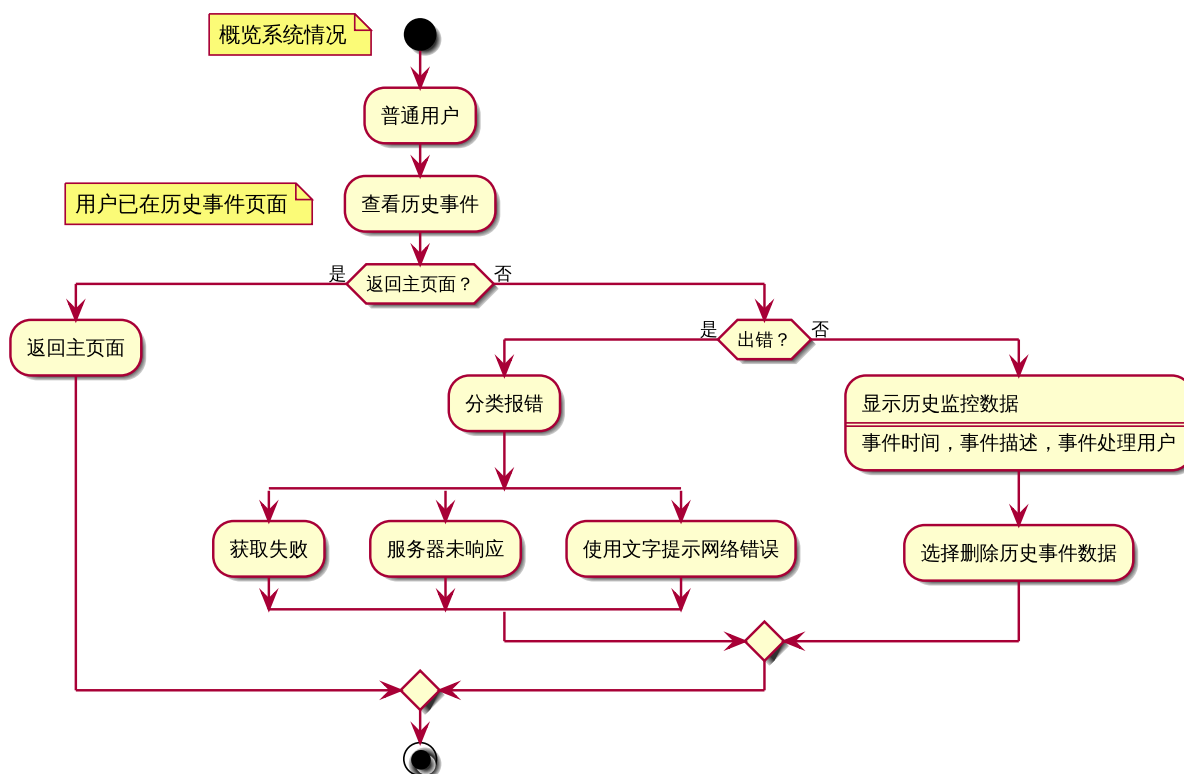 概览系统情况
普通用户
用户已在历史事件页面
查看历史事件
是
返回主页面？
否
返回主页面
是
出错？
否
分类报错
显示历史监控数据
事件时间，事件描述，事件处理用户
获取失败
服务器未响应
使用文字提示网络错误
选择删除历史事件数据